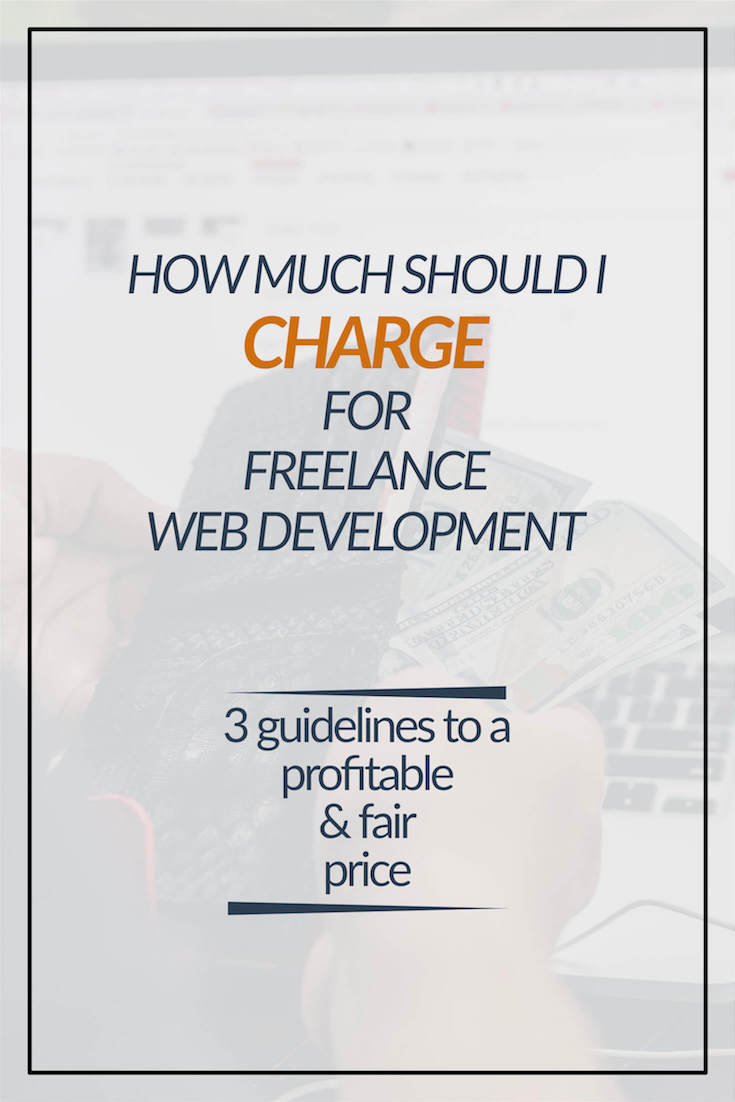 HOW MUCH SHOULD I
CHARGE
FOR
FREELANCE
WEB DEVELOPMENT
3 guidelines to a
profitable
& fair
price